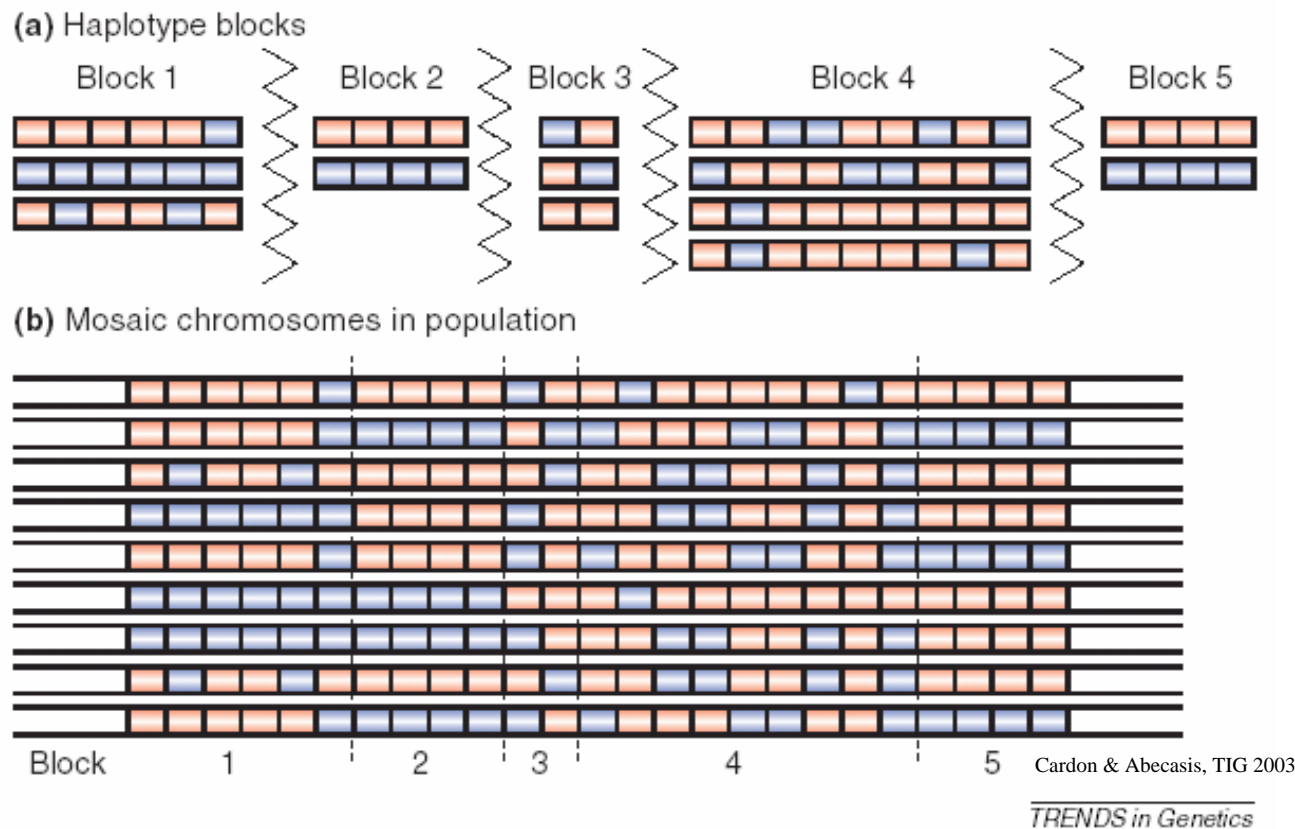 (a) Haplotype blocks
Block 1 Block 2 Block 3 Block 4 Block 5
(b) Mosaic chromosomes in population
Block 1 2 3 4 5 Cardon & Abecasis, TIG 2003
TRENDS in Genetics